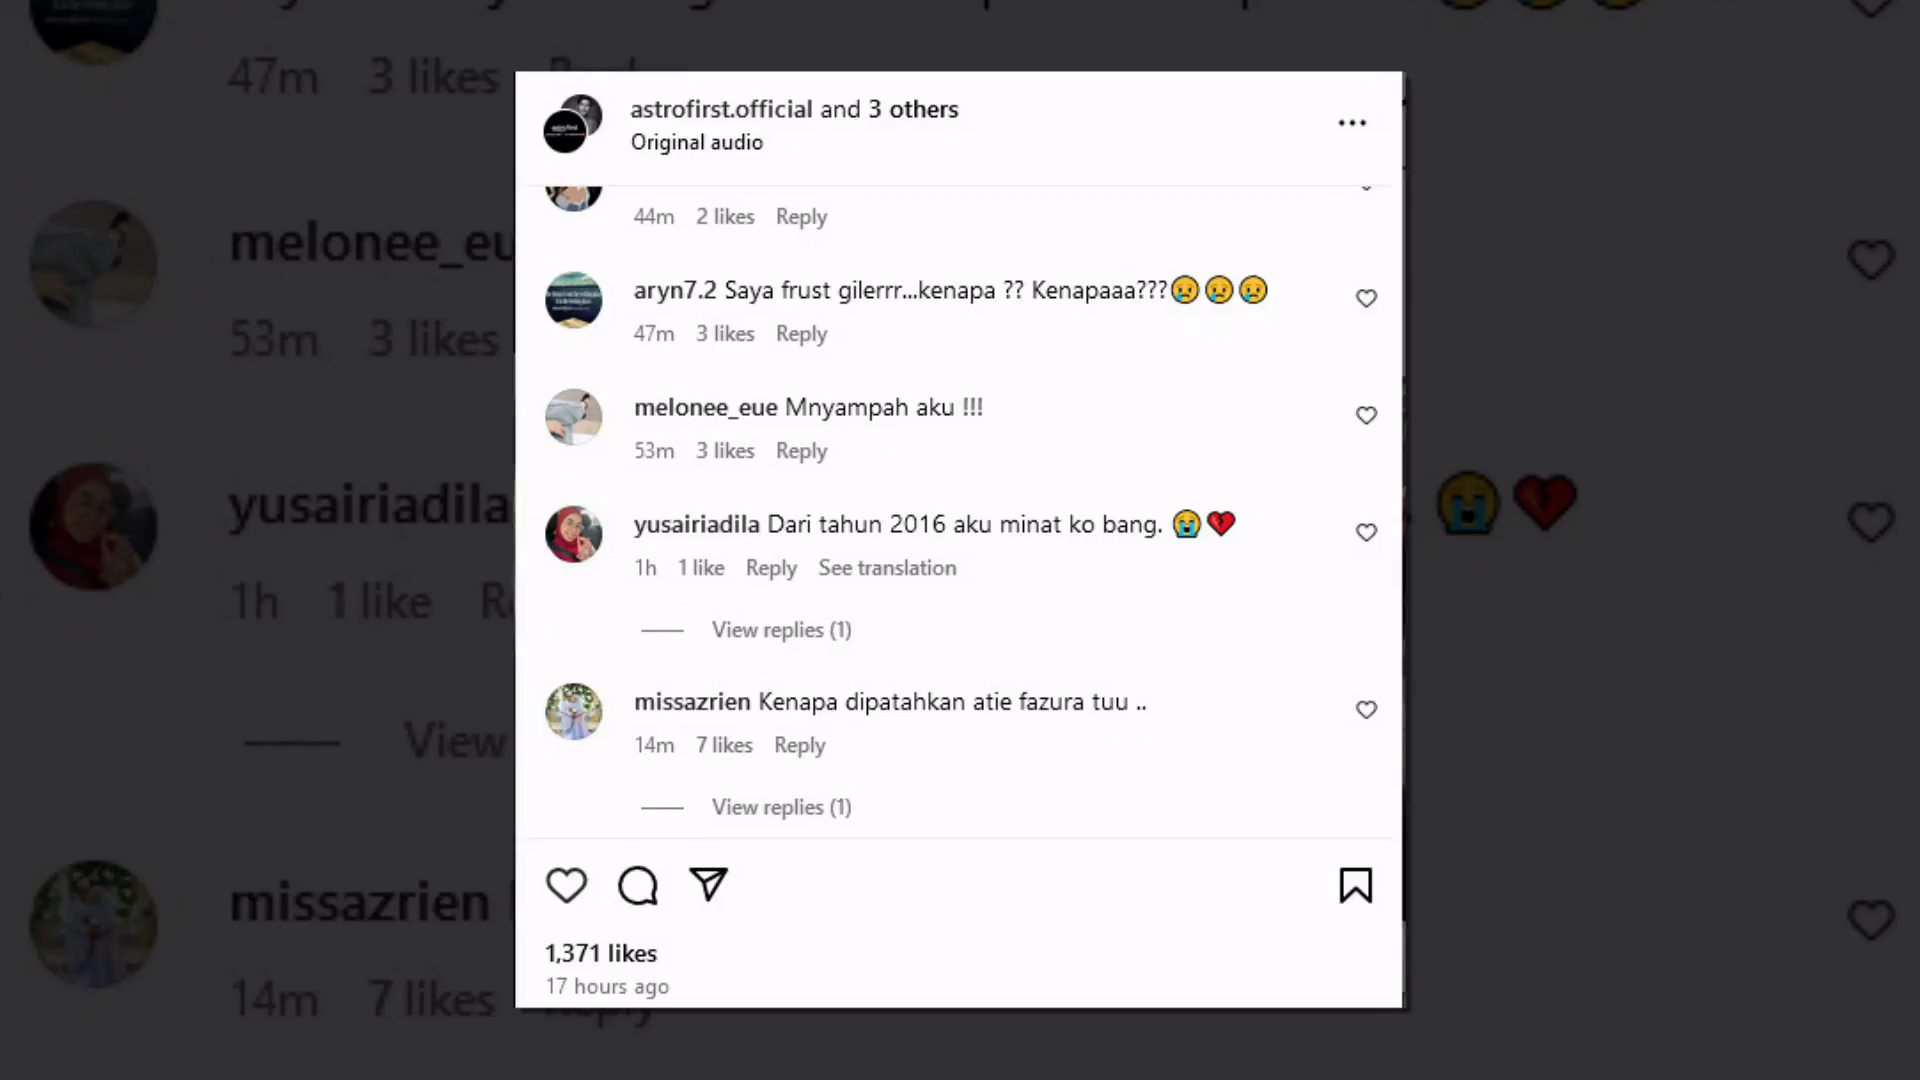 47m 3 likes Reply
melonee_eu
53m 3 likes
yusairiadila
1h 1 like
View
missazrien
14m 7 likes Reply
astrofirst.official and 3 others
Original audio
44m 2 likes Reply
aryn7.2 Saya frust gilerrr...kenapa ?? Kenapaaa???😢😢😢
47m 3 likes Reply
melonee_eue Mnyampah aku !!!
53m 3 likes Reply
yusairiadila Dari tahun 2016 aku minat ko bang. 😭💔
1h 1 like Reply See translation
View replies (1)
missazrien Kenapa dipatahkan atie fazura tuu ..
14m 7 likes Reply
View replies (1)
1,371 likes
17 hours ago